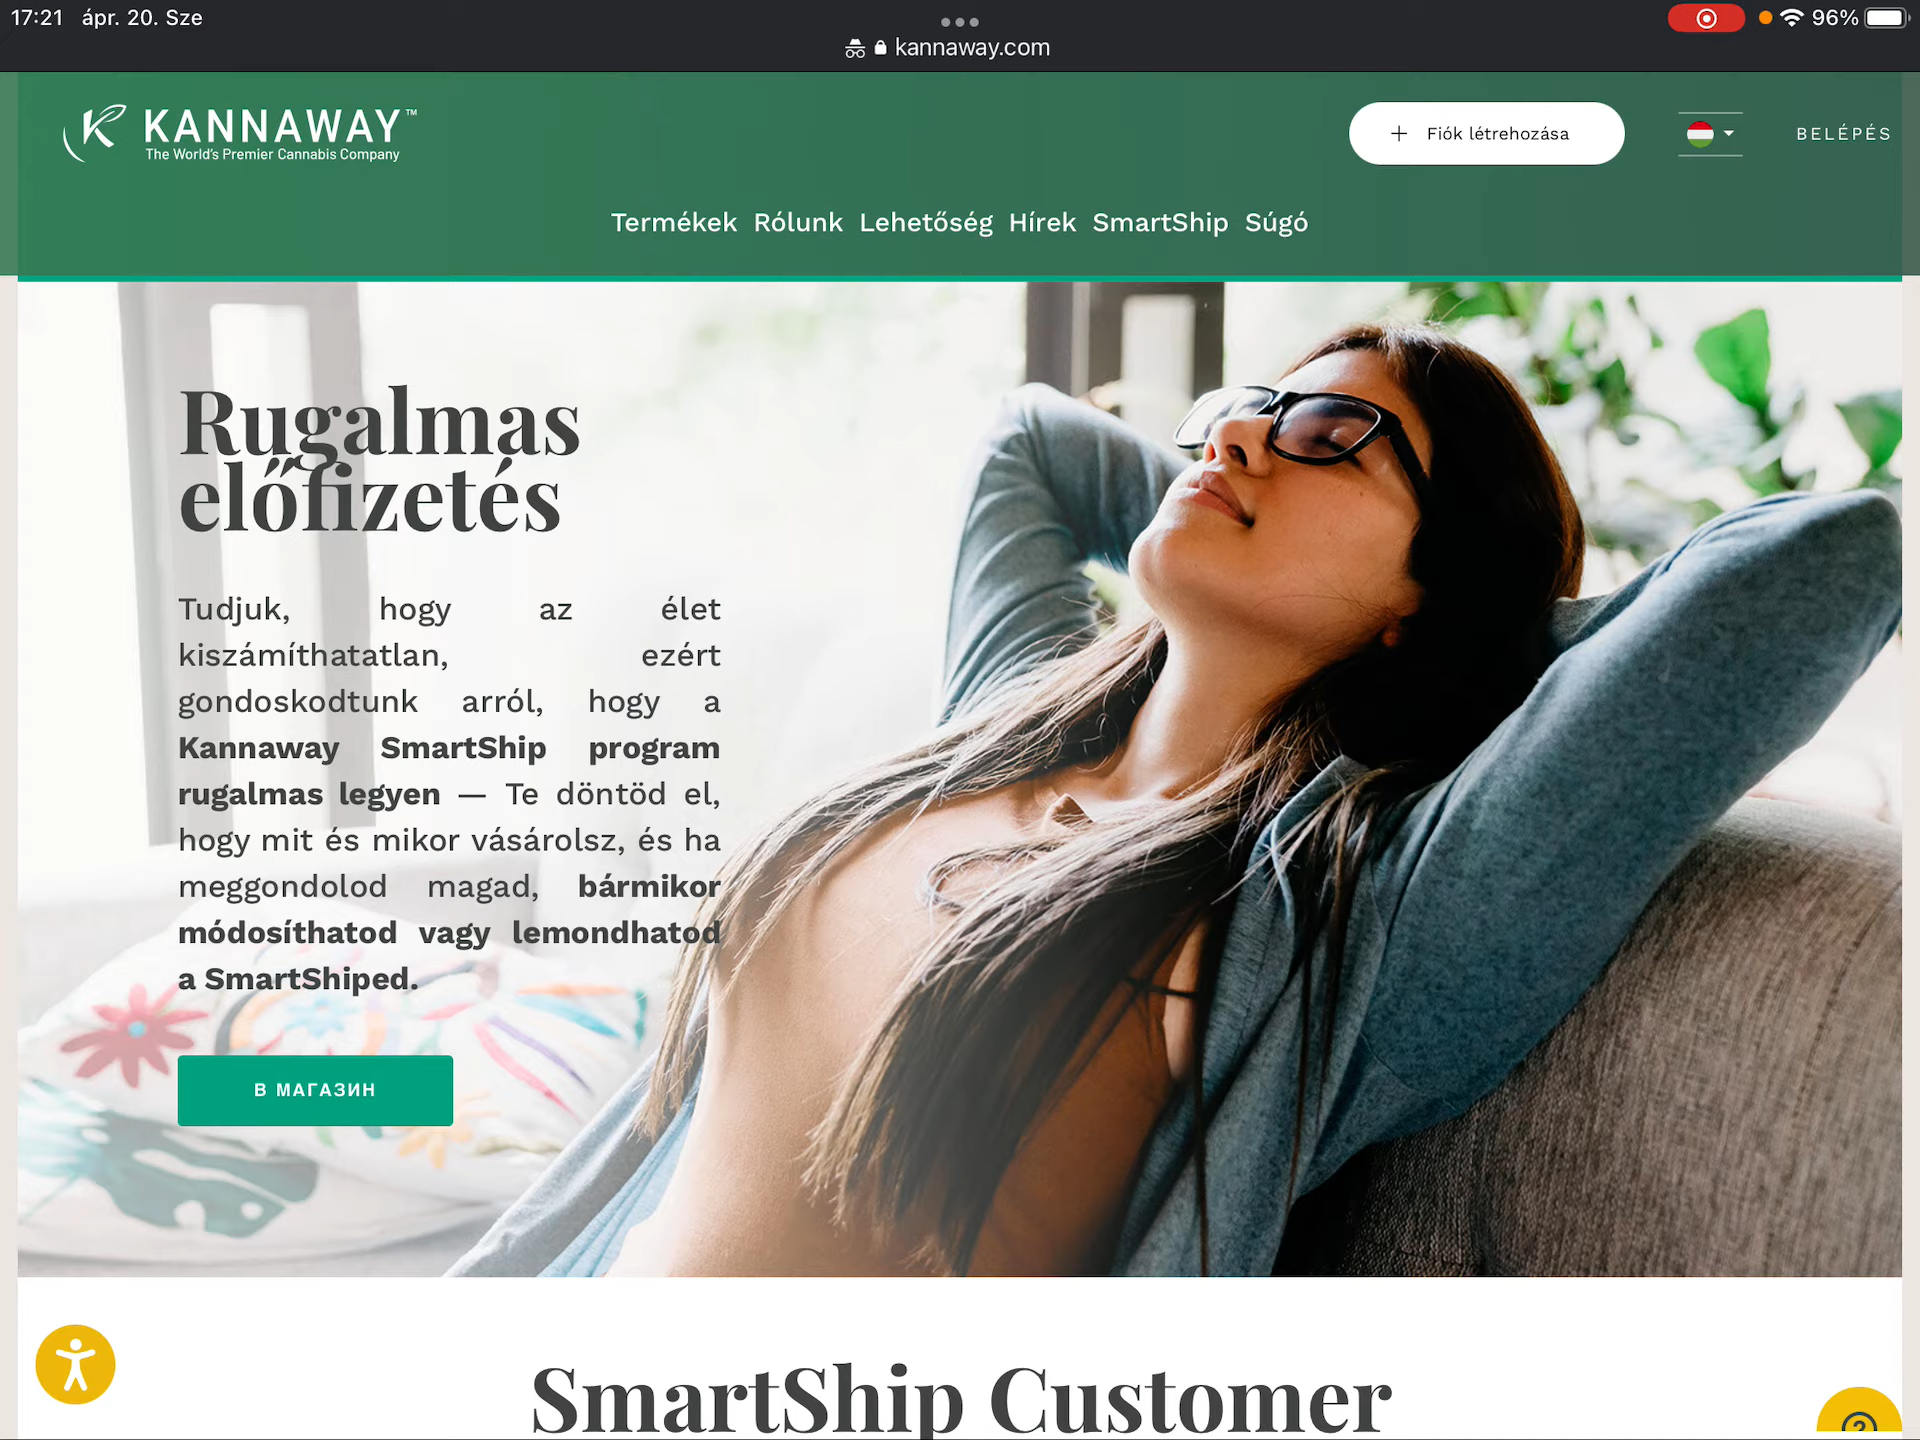 17:21 ápr. 20. Sze
96%
kannaway.com
KANNAWAY™
The World's Premier Cannabis Company
+ Fiók létrehozása
BELÉPÉS
Termékek Rólunk Lehetőség Hírek SmartShip Súgó
Rugalmas
előfizetés
Tudjuk, hogy az élet
kiszámíthatatlan, ezért
gondoskodtunk arról, hogy a
Kannaway SmartShip program
rugalmas legyen — Te döntöd el,
hogy mit és mikor vásárolsz, és ha
meggondolod magad, bármikor
módosíthatod vagy lemondhatod
a SmartShiped.
В МАГАЗИН
SmartShip Customer